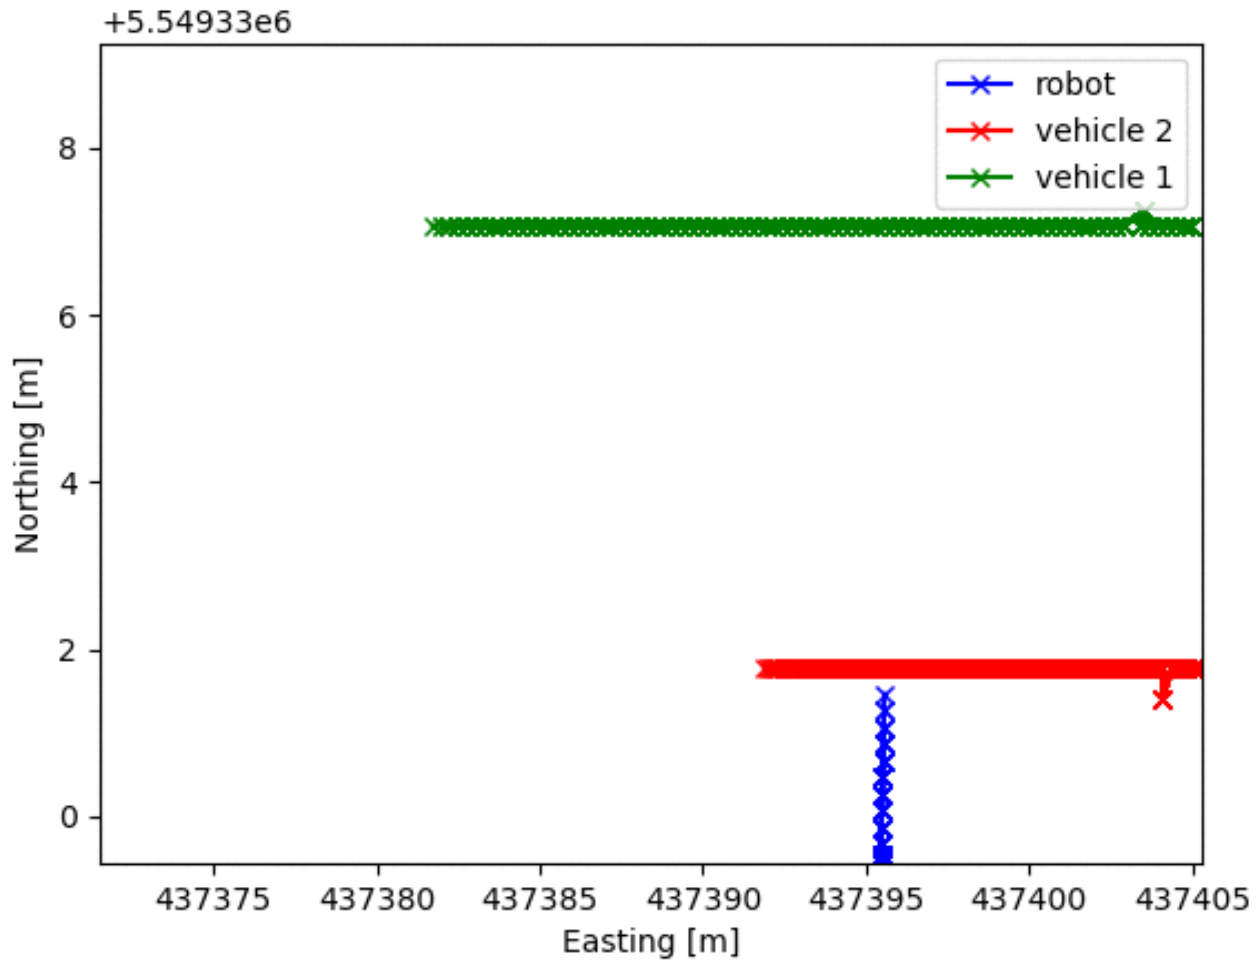 +5.54933e6
robot
vehicle 2
vehicle 1
8
6
4
2
0
Northing [m]
437375 437380 437385 437390 437395 437400 437405
Easting [m]